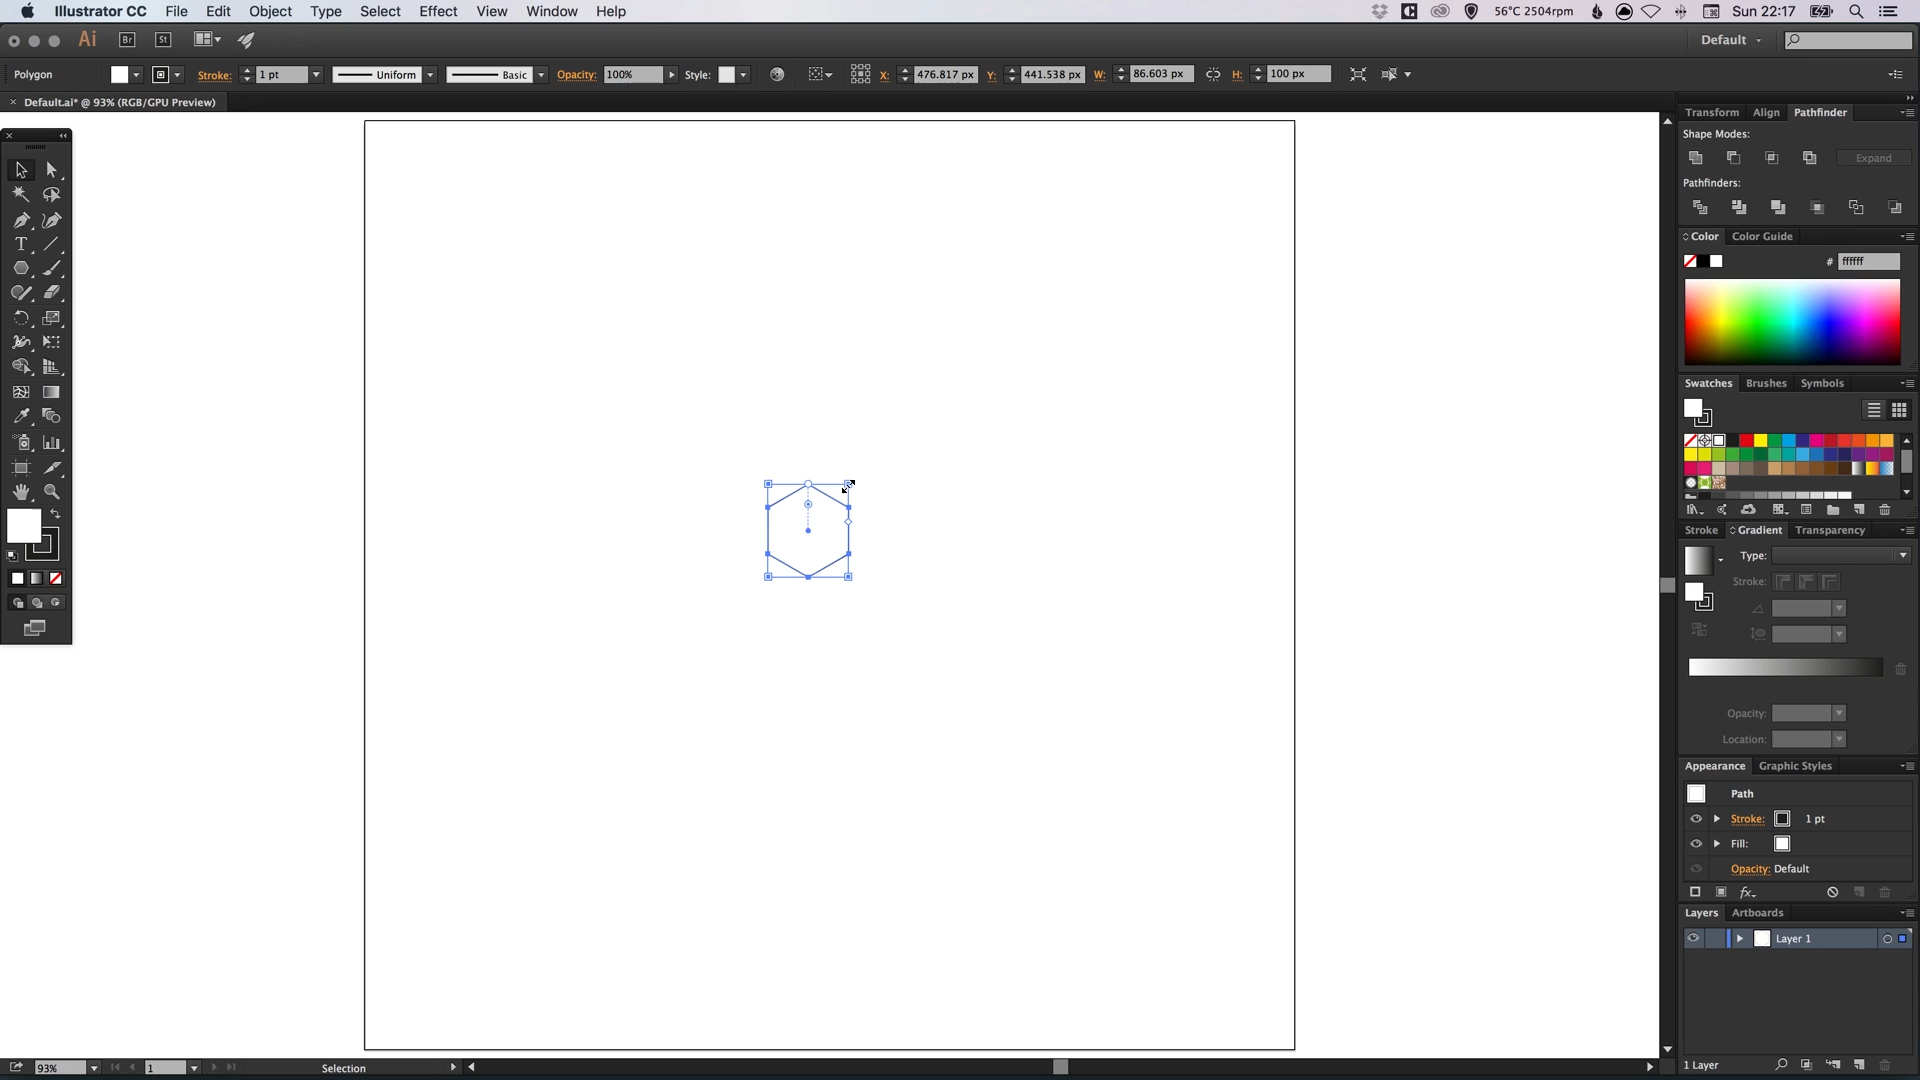 Illustrator CC File Edit Object Type Select Effect View Window Help 56°C 2504rpm Sun 22:17
Ai Br St Default
Polygon Stroke: 1 pt Uniform Basic Opacity: 100% Style: X: 476.817 px Y: 441.538 px W: 86.603 px H: 100 px
× Default.ai* @ 93% (RGB/GPU Preview)
Transform Align Pathfinder
Shape Modes:
Expand
Pathfinders:
Color Color Guide
# ffffff
Swatches Brushes Symbols
Stroke Gradient Transparency
Type:
Stroke:
Opacity:
Location:
Appearance Graphic Styles
Path
Stroke: 1 pt
Fill:
Opacity: Default
fx
Layers Artboards
Layer 1
1 Layer
93% 1 Selection